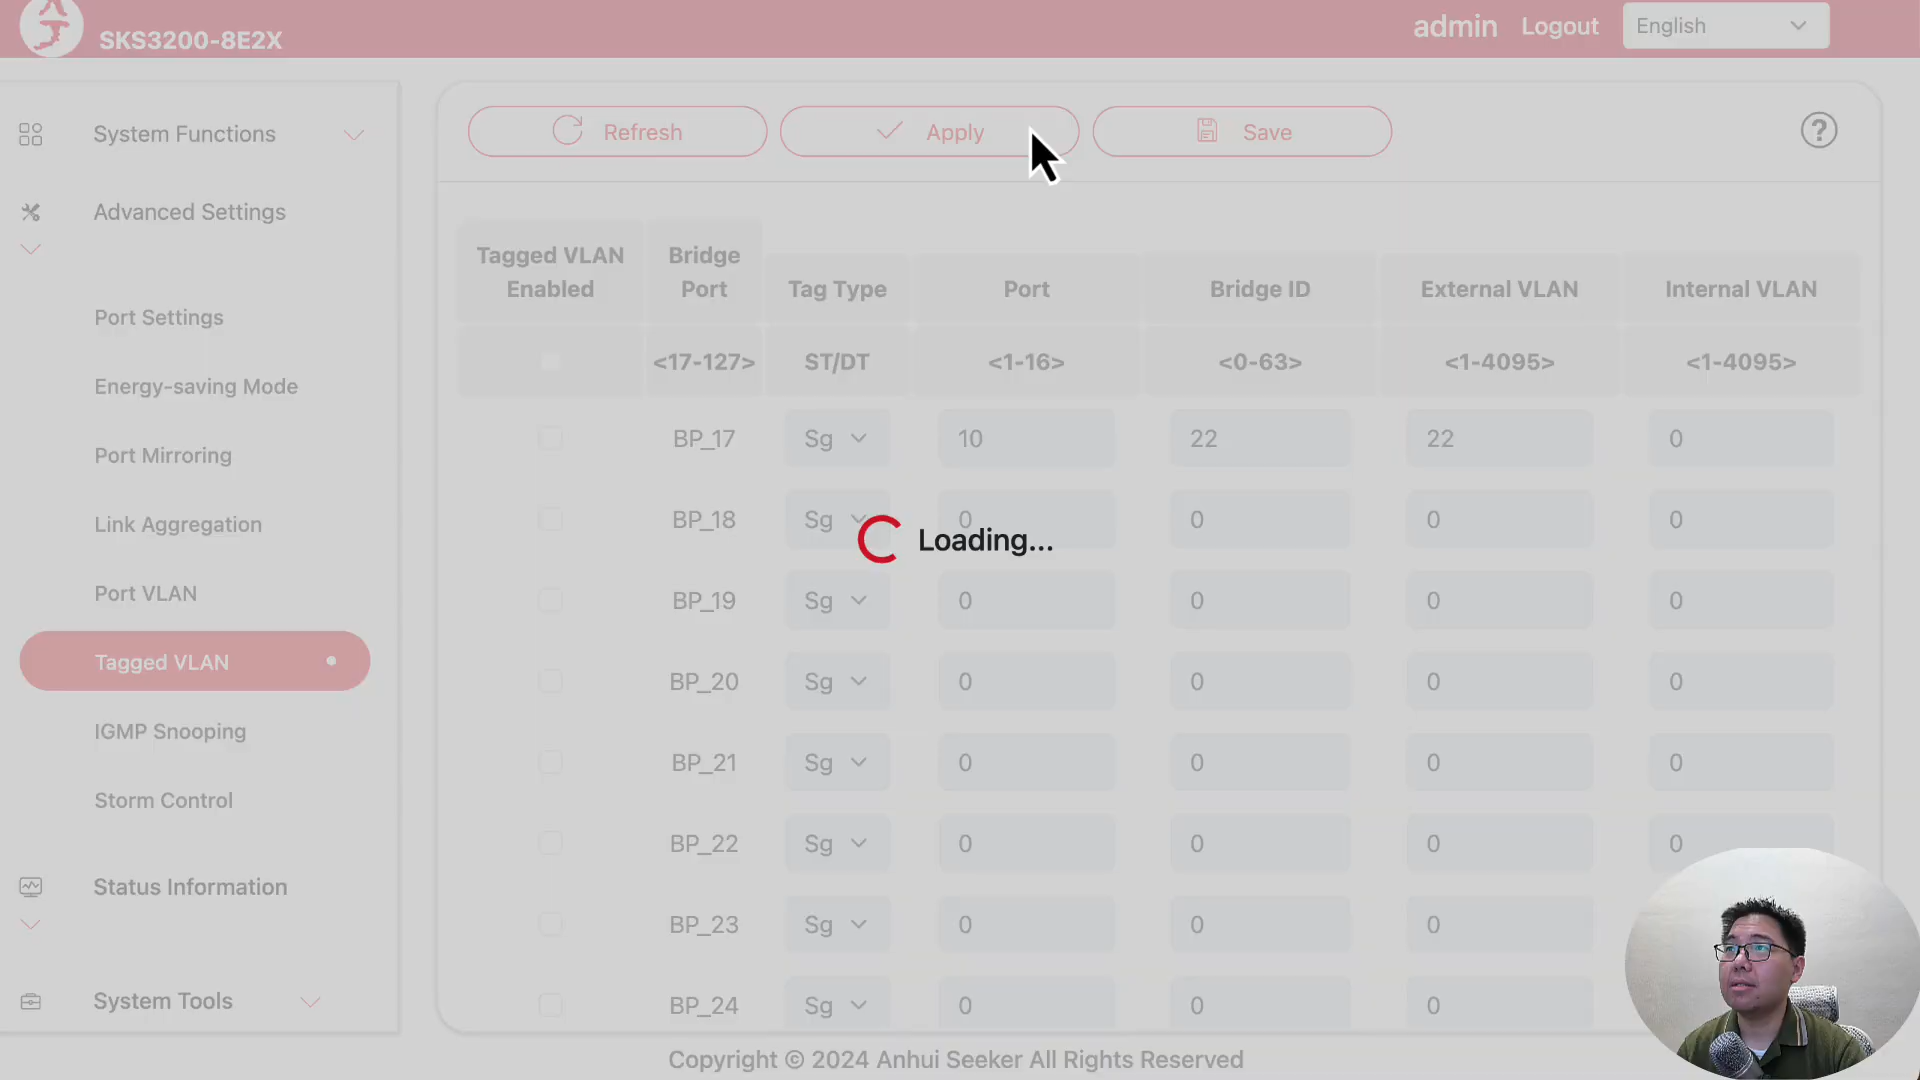 SKS3200-8E2X
admin Logout English
System Functions
Advanced Settings
Port Settings
Energy-saving Mode
Port Mirroring
Link Aggregation
Port VLAN
Tagged VLAN
IGMP Snooping
Storm Control
Status Information
System Tools
Refresh Apply Save ?
Tagged VLAN Enabled Bridge Port Tag Type Port Bridge ID External VLAN Internal VLAN
<17-127> ST/DT <1-16> <0-63> <1-4095> <1-4095>
BP_17 Sg 10 22 22 0
BP_18 Sg 0 0 0 0
Loading...
BP_19 Sg 0 0 0 0
BP_20 Sg 0 0 0 0
BP_21 Sg 0 0 0 0
BP_22 Sg 0 0 0 0
BP_23 Sg 0 0 0
BP_24 Sg 0 0 0
Copyright © 2024 Anhui Seeker All Rights Reserved